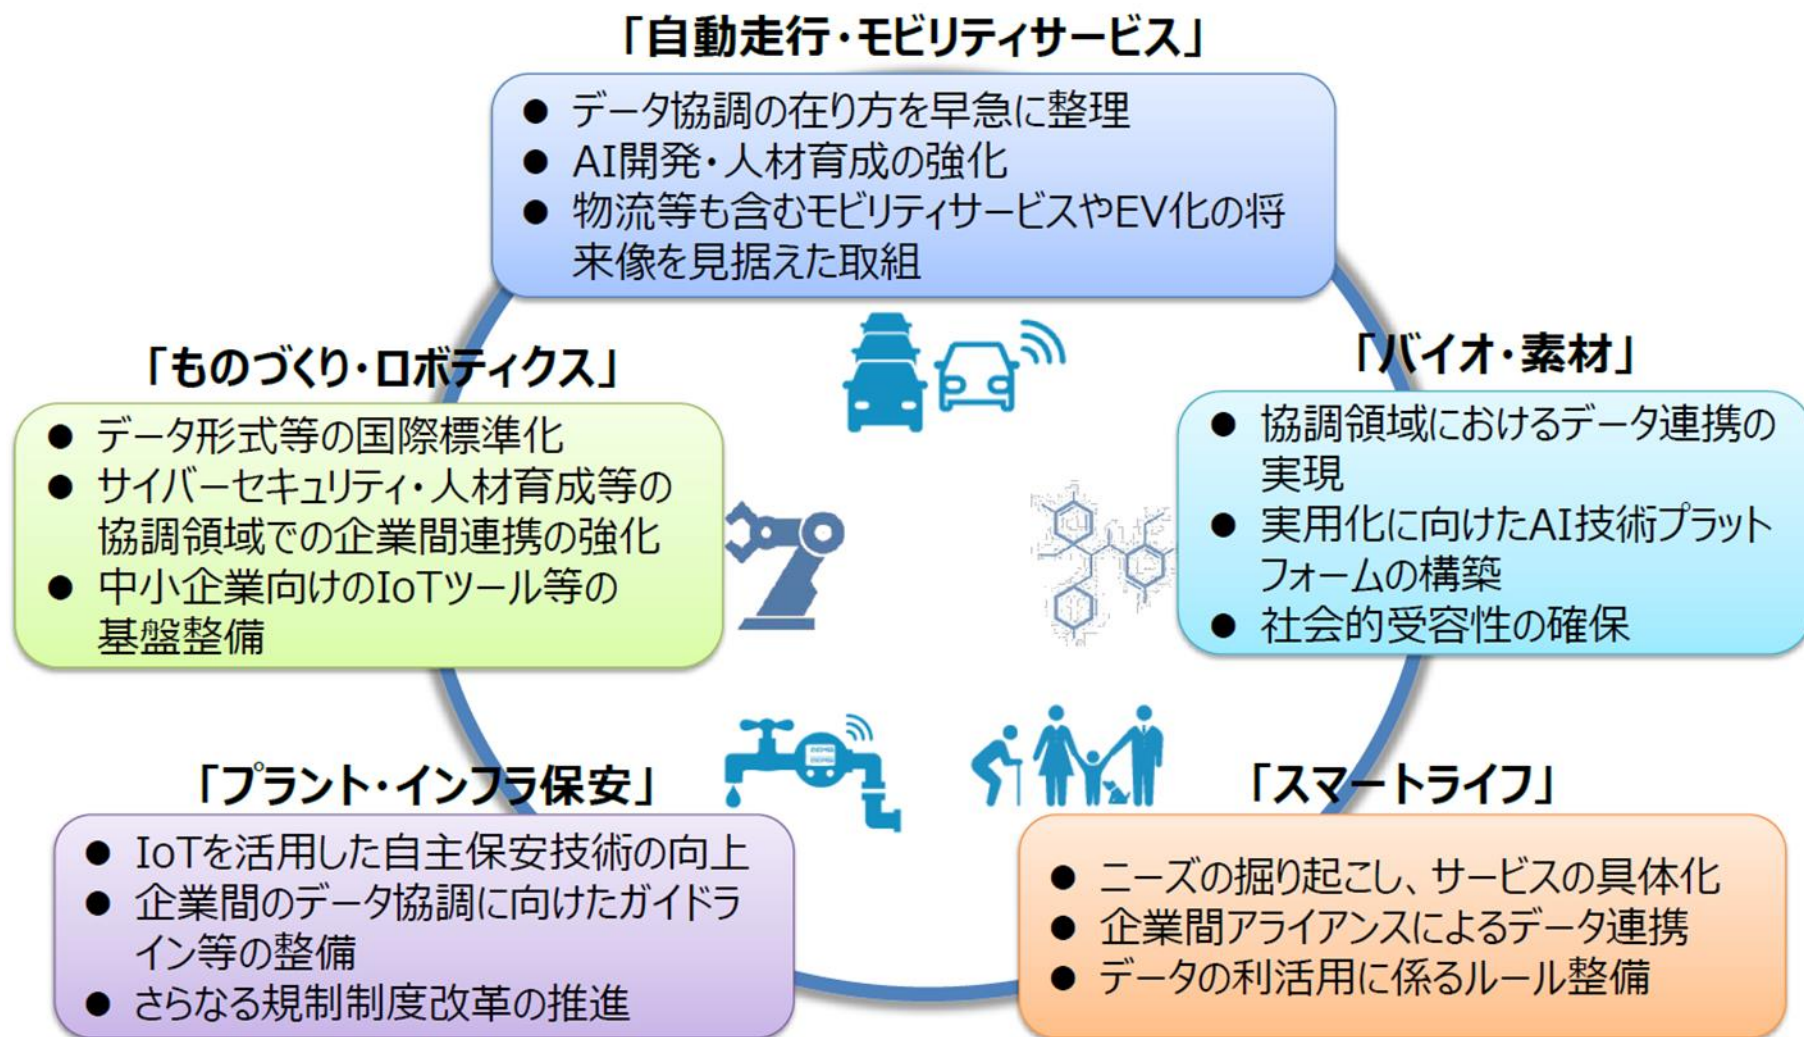 「自動走行・モビリティサービス」
● データ協調の在り方を早急に整理
● AI開発・人材育成の強化
● 物流等も含むモビリティサービスやEV化の将
来像を見据えた取組
「ものづくり・ロボティクス」
● データ形式等の国際標準化
● サイバーセキュリティ・人材育成等の
協調領域での企業間連携の強化
● 中小企業向けのIoTツール等の
基盤整備
「バイオ・素材」
● 協調領域におけるデータ連携の
実現
● 実用化に向けたAI技術プラット
フォームの構築
● 社会的受容性の確保
「プラント・インフラ保安」
● IoTを活用した自主保安技術の向上
● 企業間のデータ協調に向けたガイドラ
イン等の整備
● さらなる規制制度改革の推進
「スマートライフ」
● ニーズの掘り起こし、サービスの具体化
● 企業間アライアンスによるデータ連携
● データの利活用に係るルール整備